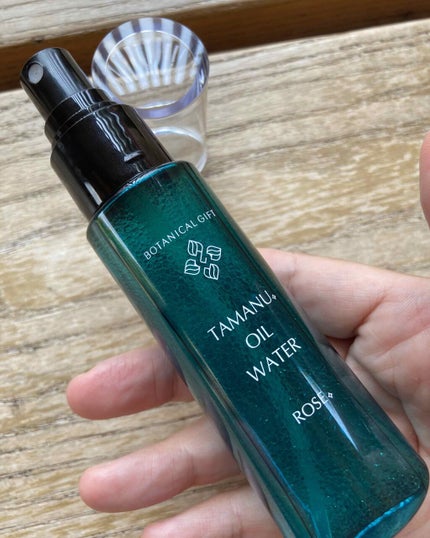 BOTANICAL GIFT
TAMANU
OIL
WATER
ROSE